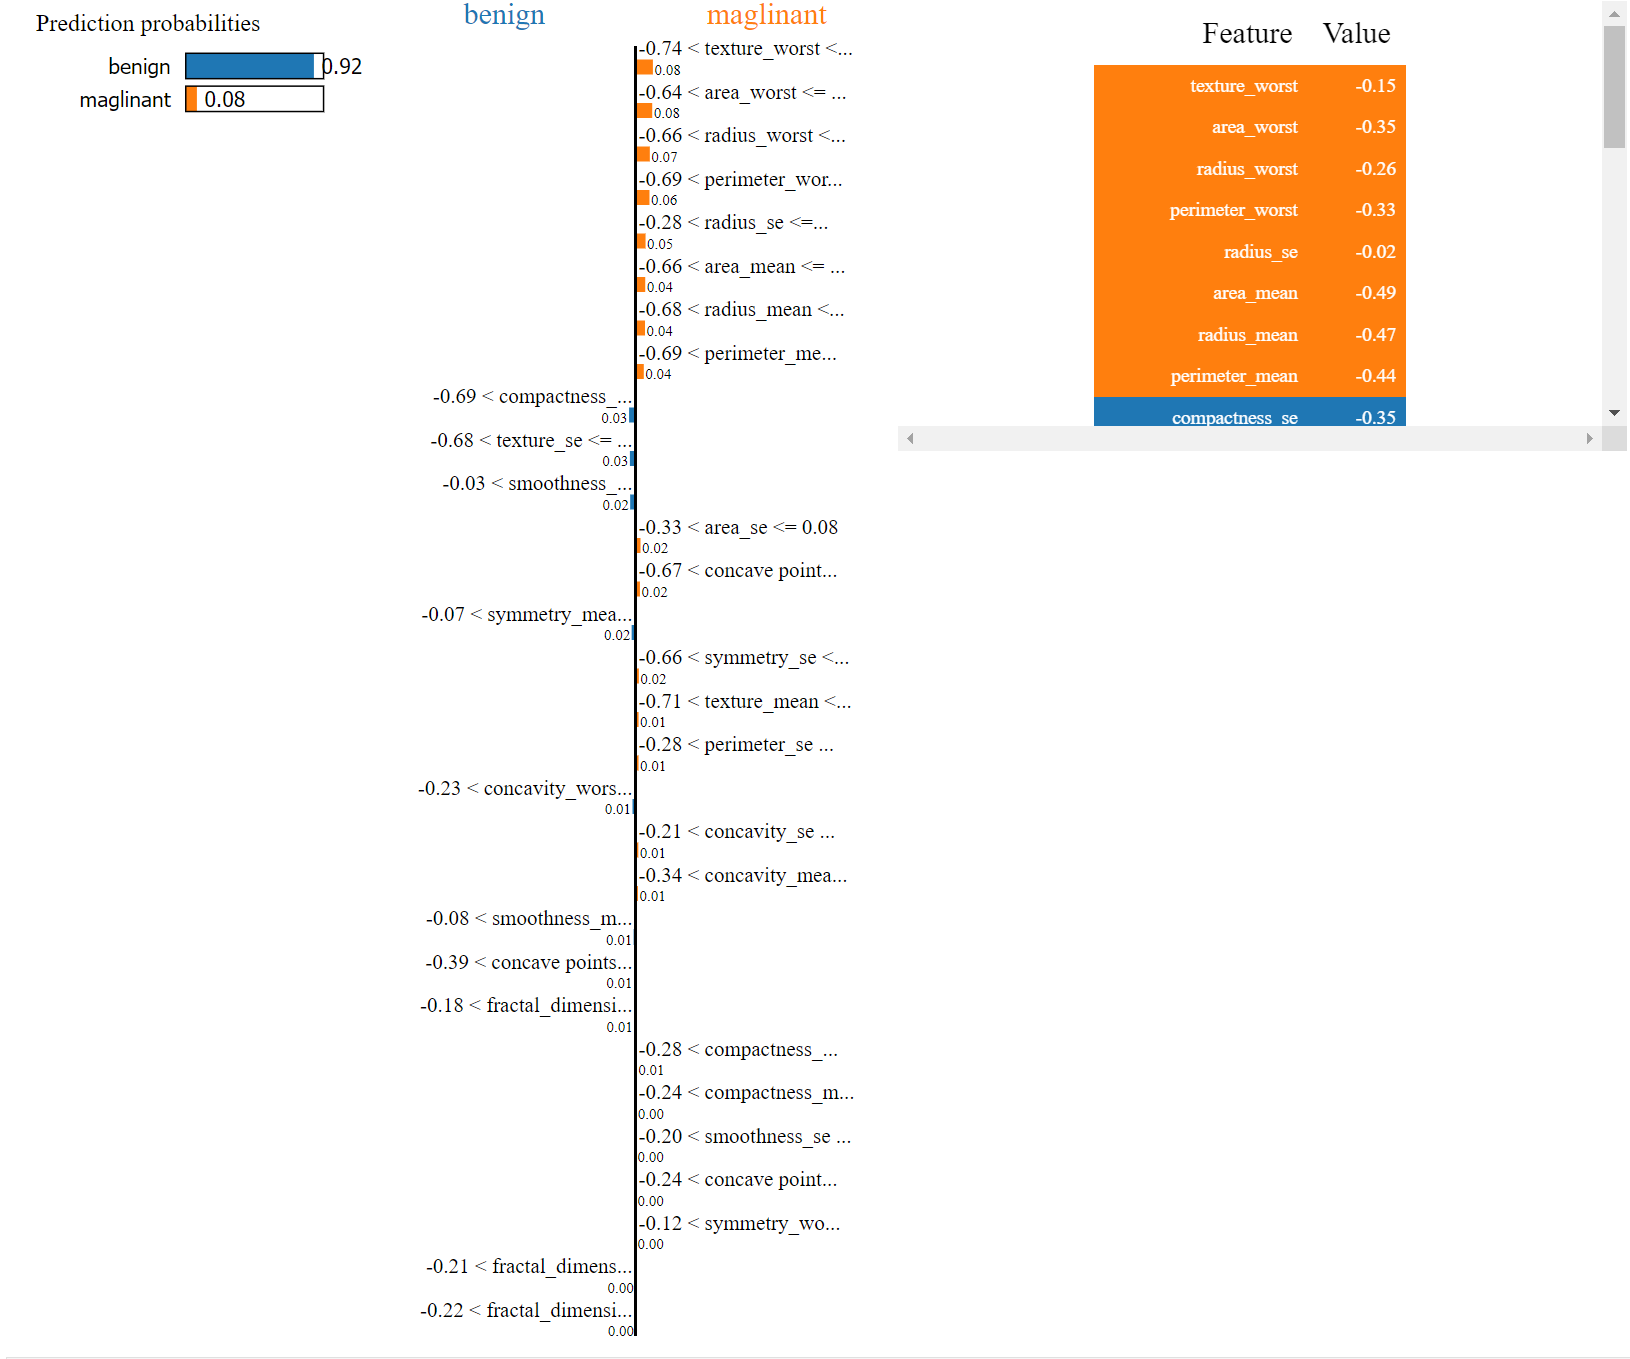 Prediction probabilities
benign 0.92
maglinant 0.08
benign maglinant
-0.74 < texture_worst <...
0.08
-0.64 < area_worst <= ...
0.08
-0.66 < radius_worst <...
0.07
-0.69 < perimeter_wor...
0.06
-0.28 < radius_se <=...
0.05
-0.66 < area_mean <= ...
0.04
-0.68 < radius_mean <...
0.04
-0.69 < perimeter_me...
0.04
-0.69 < compactness_...
0.03
-0.68 < texture_se <= ...
0.03
-0.03 < smoothness_...
0.02
-0.33 < area_se <= 0.08
0.02
-0.67 < concave point...
0.02
-0.07 < symmetry_mea...
0.02
-0.66 < symmetry_se <...
0.02
-0.71 < texture_mean <...
0.01
-0.28 < perimeter_se ...
0.01
-0.23 < concavity_wors...
0.01
-0.21 < concavity_se ...
0.01
-0.34 < concavity_mea...
0.01
-0.08 < smoothness_m...
0.01
-0.39 < concave points...
0.01
-0.18 < fractal_dimensi...
0.01
-0.28 < compactness_...
0.01
-0.24 < compactness_m...
0.00
-0.20 < smoothness_se ...
0.00
-0.24 < concave point...
0.00
-0.12 < symmetry_wo...
0.00
-0.21 < fractal_dimens...
0.00
-0.22 < fractal_dimensi...
0.00
Feature Value
texture_worst -0.15
area_worst -0.35
radius_worst -0.26
perimeter_worst -0.33
radius_se -0.02
area_mean -0.49
radius_mean -0.47
perimeter_mean -0.44
compactness_se -0.35